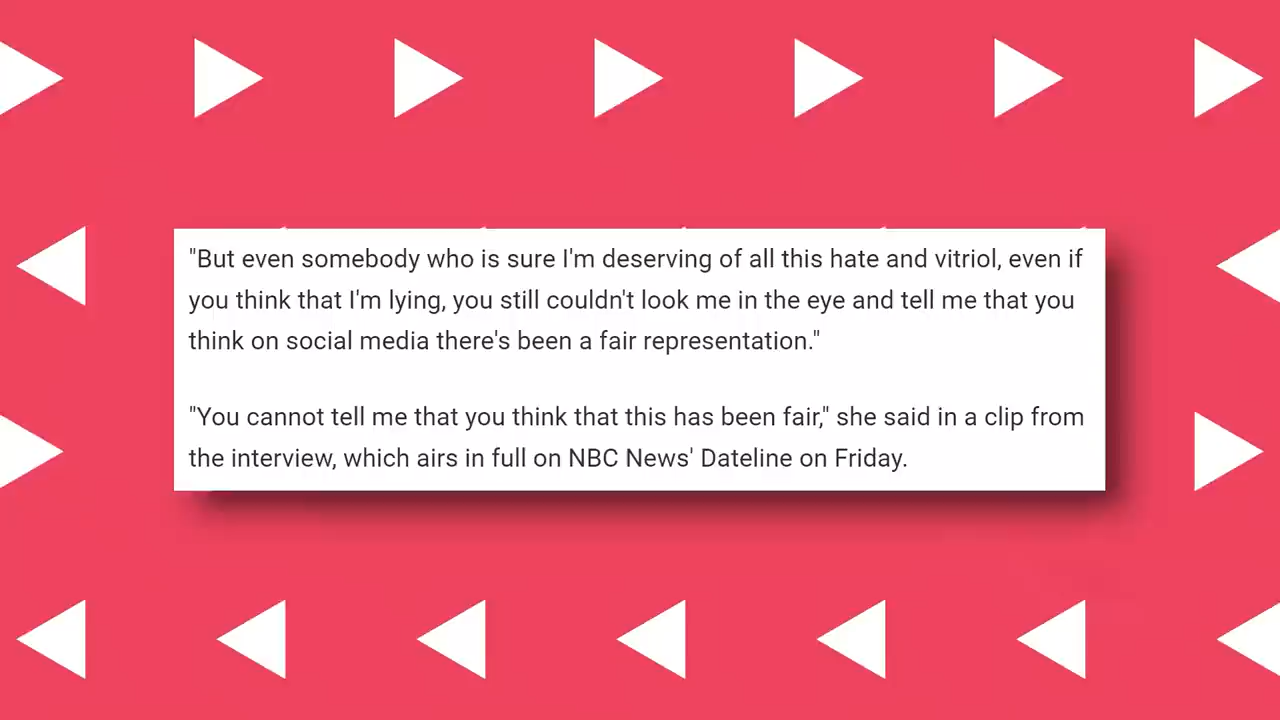 "But even somebody who is sure I'm deserving of all this hate and vitriol, even if
you think that I'm lying, you still couldn't look me in the eye and tell me that you
think on social media there's been a fair representation."
"You cannot tell me that you think that this has been fair," she said in a clip from
the interview, which airs in full on NBC News' Dateline on Friday.